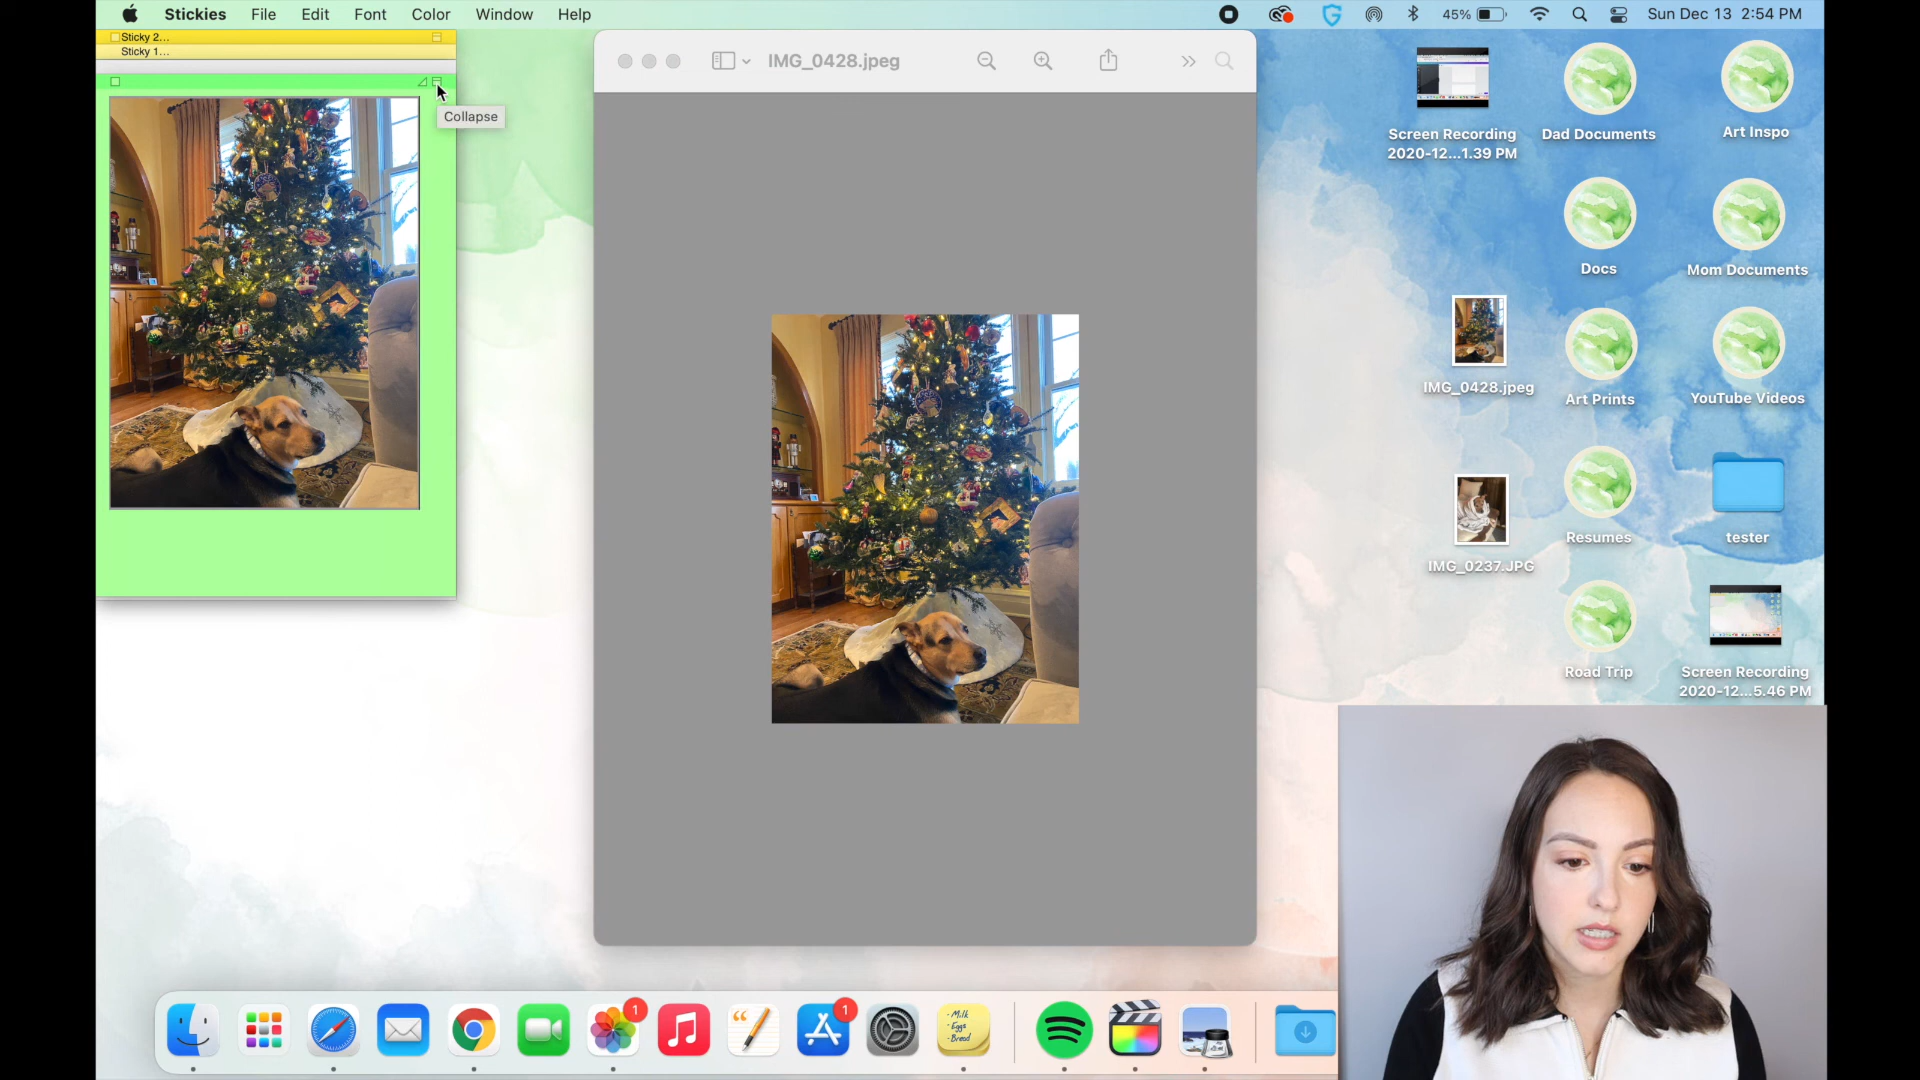 Stickies File Edit Font Color Window Help 45% Sun Dec 13 2:54 PM
Sticky 2...
Sticky 1...
Collapse
IMG_0428.jpeg
Screen Recording
2020-12...1.39 PM
Dad Documents
Art Inspo
Docs
Mom Documents
IMG_0428.jpeg
Art Prints
YouTube Videos
IMG_0237.JPG
Resumes
tester
Road Trip
Screen Recording
2020-12...5.46 PM
1
1
- Milk
- Eggs
- Bread